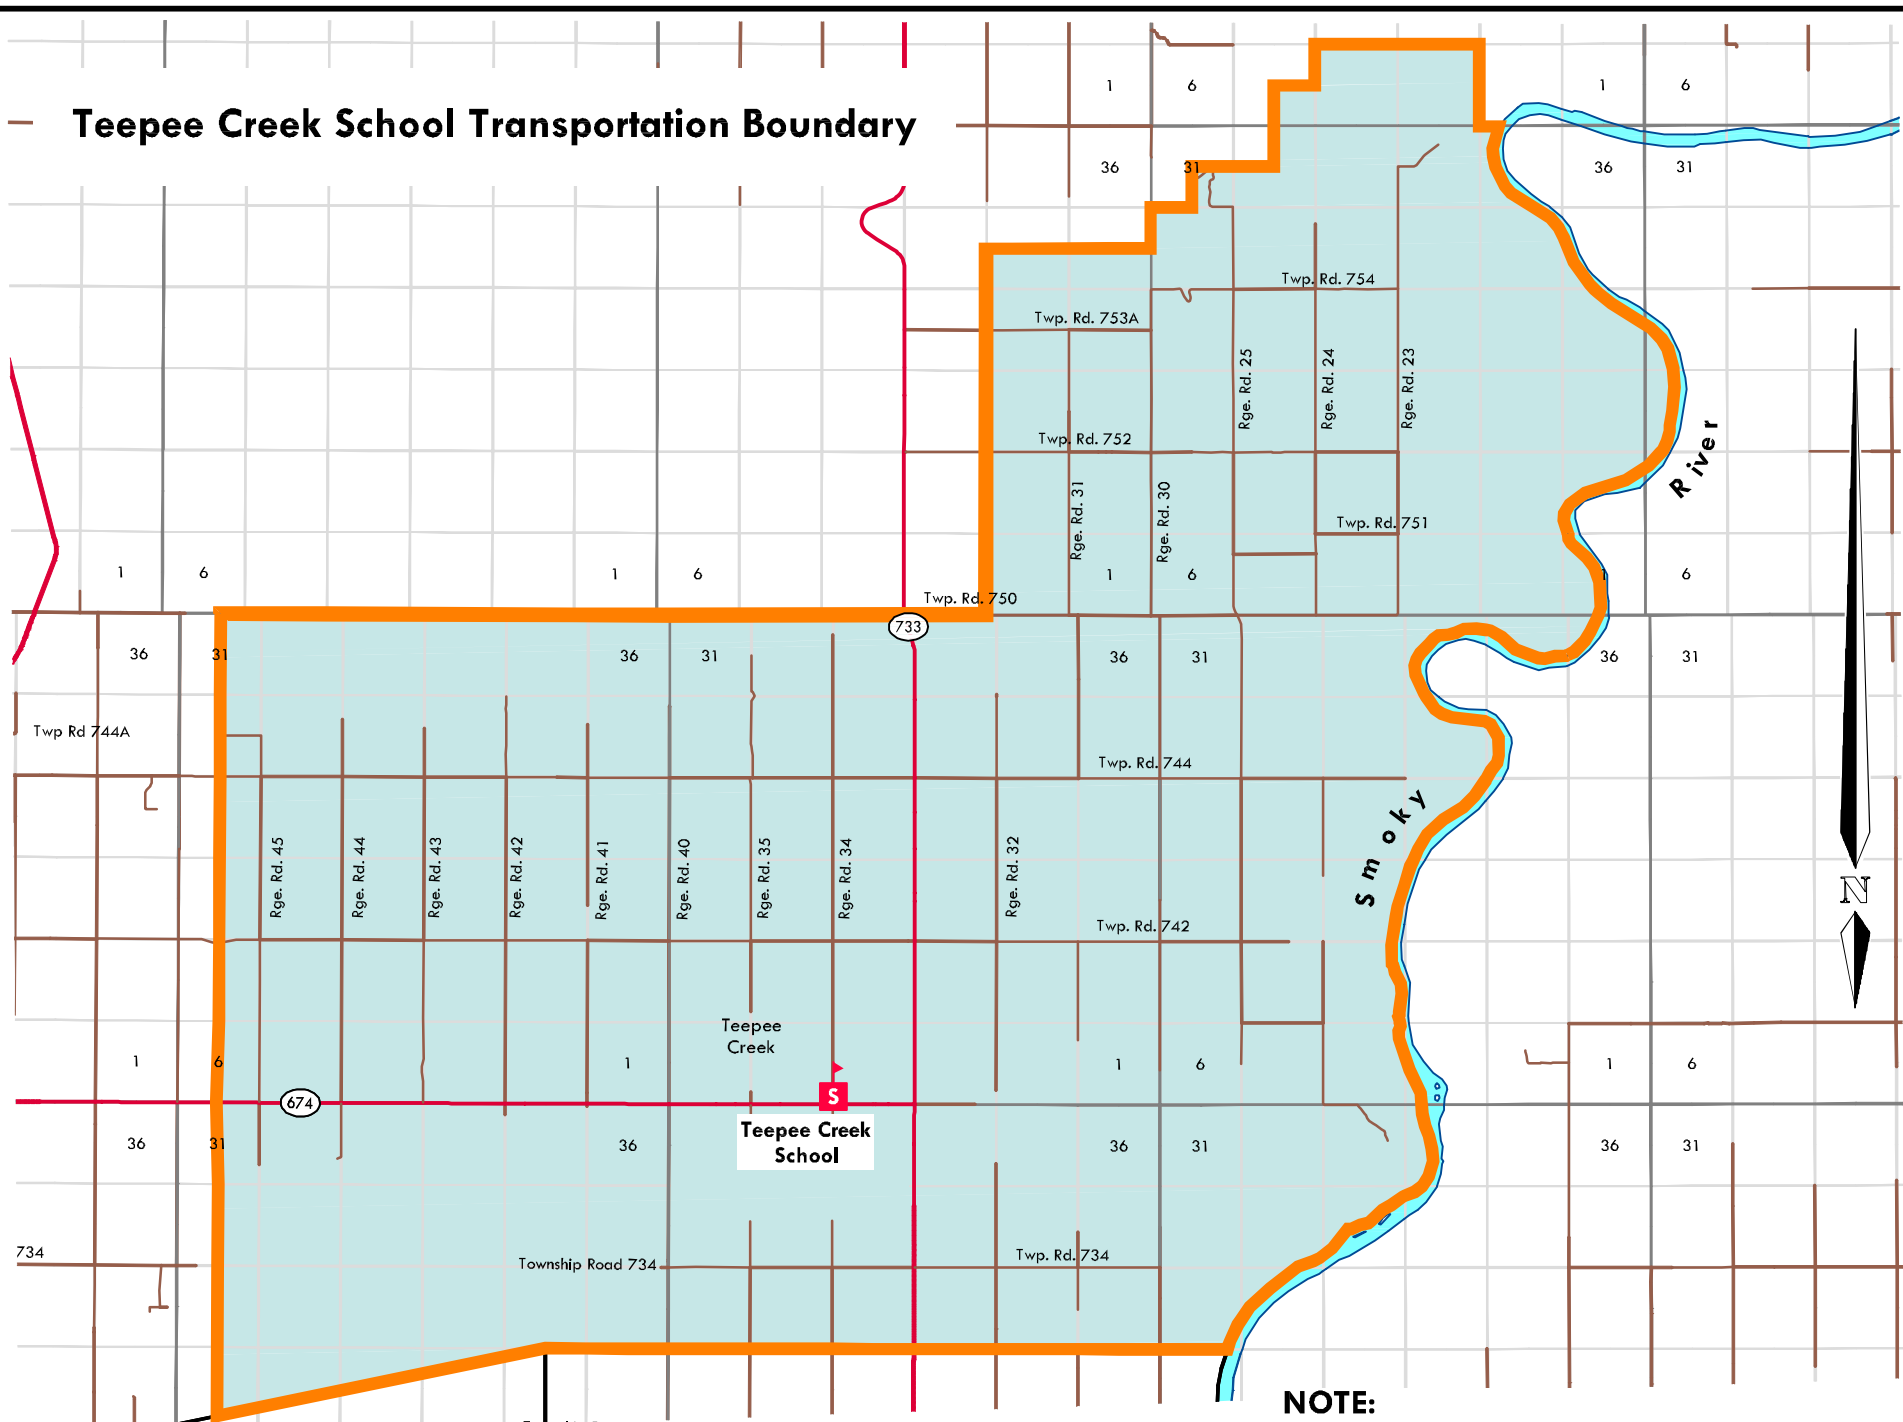 Teepee Creek School Transportation Boundary
1 6
1 6
36 31
36 31
Twp. Rd. 754
Twp. Rd. 753A
Rge. Rd. 25
Rge. Rd. 24
Rge. Rd. 23
Twp. Rd. 752
River
Rge. Rd. 31
Rge. Rd. 30
Twp. Rd. 751
1 6
1 6
1 6
1 6
Twp. Rd. 750
733
36 31
36 31
36 31
36 31
Twp Rd 744A
Twp. Rd. 744
Smoky
Rge. Rd. 45
Rge. Rd. 44
Rge. Rd. 43
Rge. Rd. 42
Rge. Rd. 41
Rge. Rd. 40
Rge. Rd. 35
Rge. Rd. 34
Rge. Rd. 32
N
Twp. Rd. 742
Teepee
Creek
1 6
1
1 6
1 6
674
S
Teepee Creek
School
36 31
36
36 31
36 31
734
Township Road 734
Twp. Rd. 734
NOTE: